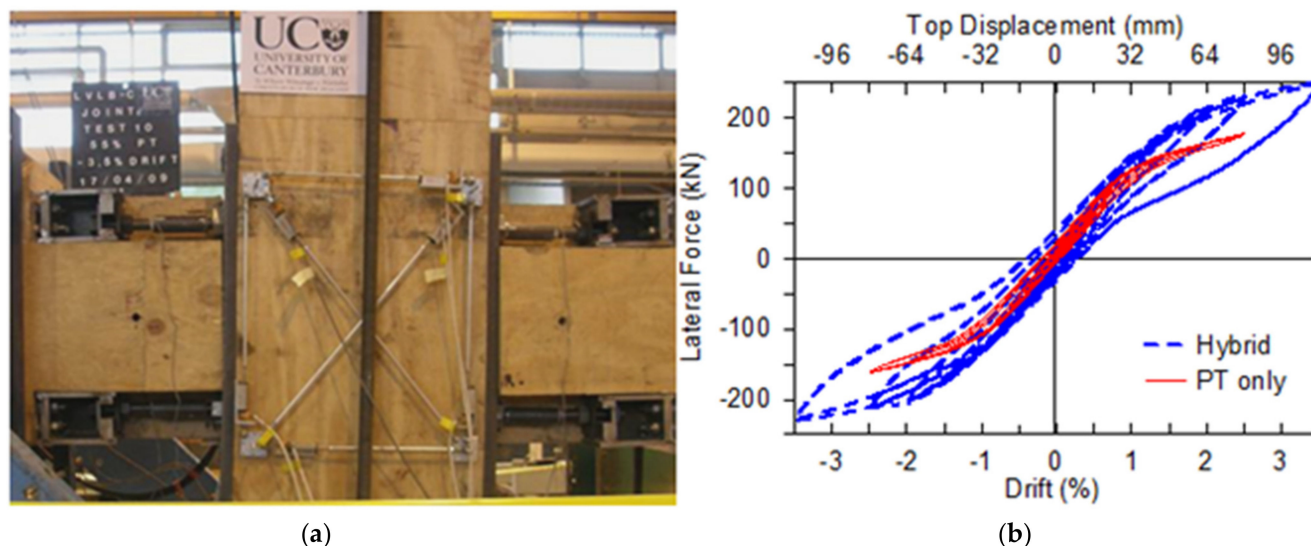 UC
UNIVERSITY OF
CANTERBURY
LVLB-C UC
JOINT
TEST 10
55% PT
-3.5% DRIFT
17/04/09
(a)
Top Displacement (mm)
-96 -64 -32 0 32 64 96
Lateral Force (kN)
200
100
0
-100
-200
Hybrid
PT only
-3 -2 -1 0 1 2 3
Drift (%)
(b)